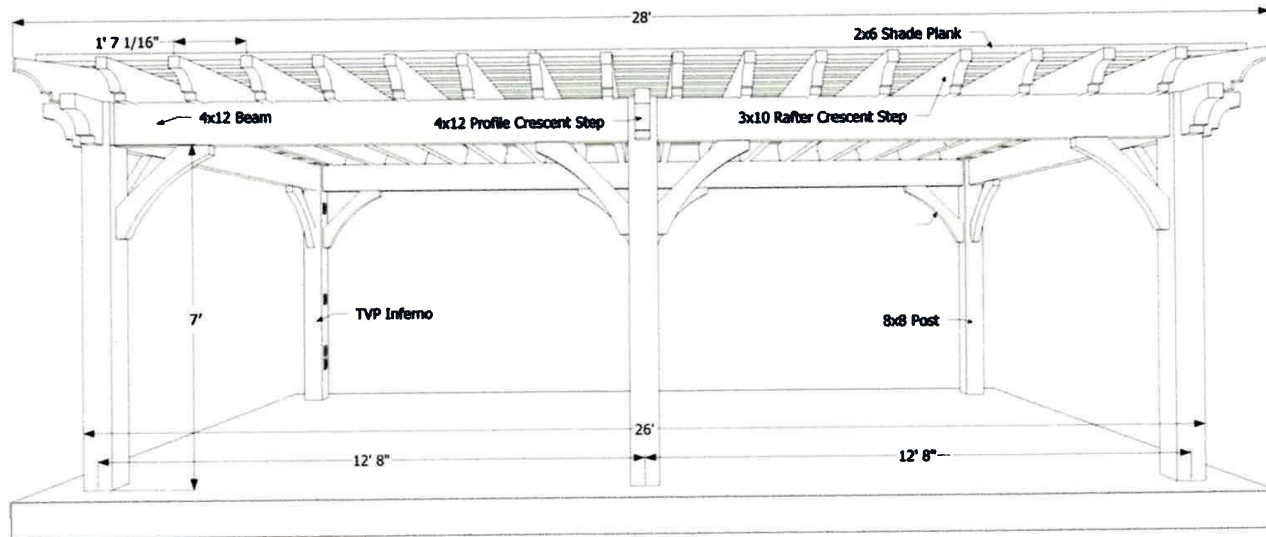 28'
1' 7 1/16"
2x6 Shade Plank
4x12 Beam
4x12 Profile Crescent Step
3x10 Rafter Crescent Step
7'
TVP Inferno
8x8 Post
26'
12' 8"
12' 8"